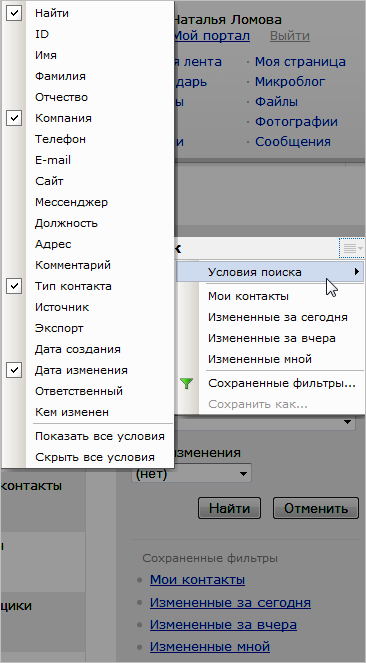 Найти
ID
Имя
Фамилия
Отчество
Компания
Телефон
E-mail
Сайт
Мессенджер
Должность
Адрес
Комментарий
Тип контакта
Источник
Экспорт
Дата создания
Дата изменения
Ответственный
Кем изменен
Показать все условия
Скрыть все условия
Наталья Ломова
Мой портал Выйти
лента Моя страница
Микроблог
Файлы
Фотографии
Сообщения
Условия поиска
Мои контакты
Измененные за сегодня
Измененные за вчера
Измененные мной
Сохраненные фильтры...
Сохранить как...
(нет)
Найти Отменить
Сохраненные фильтры
Мои контакты
Измененные за сегодня
Измененные за вчера
Измененные мной
контакты